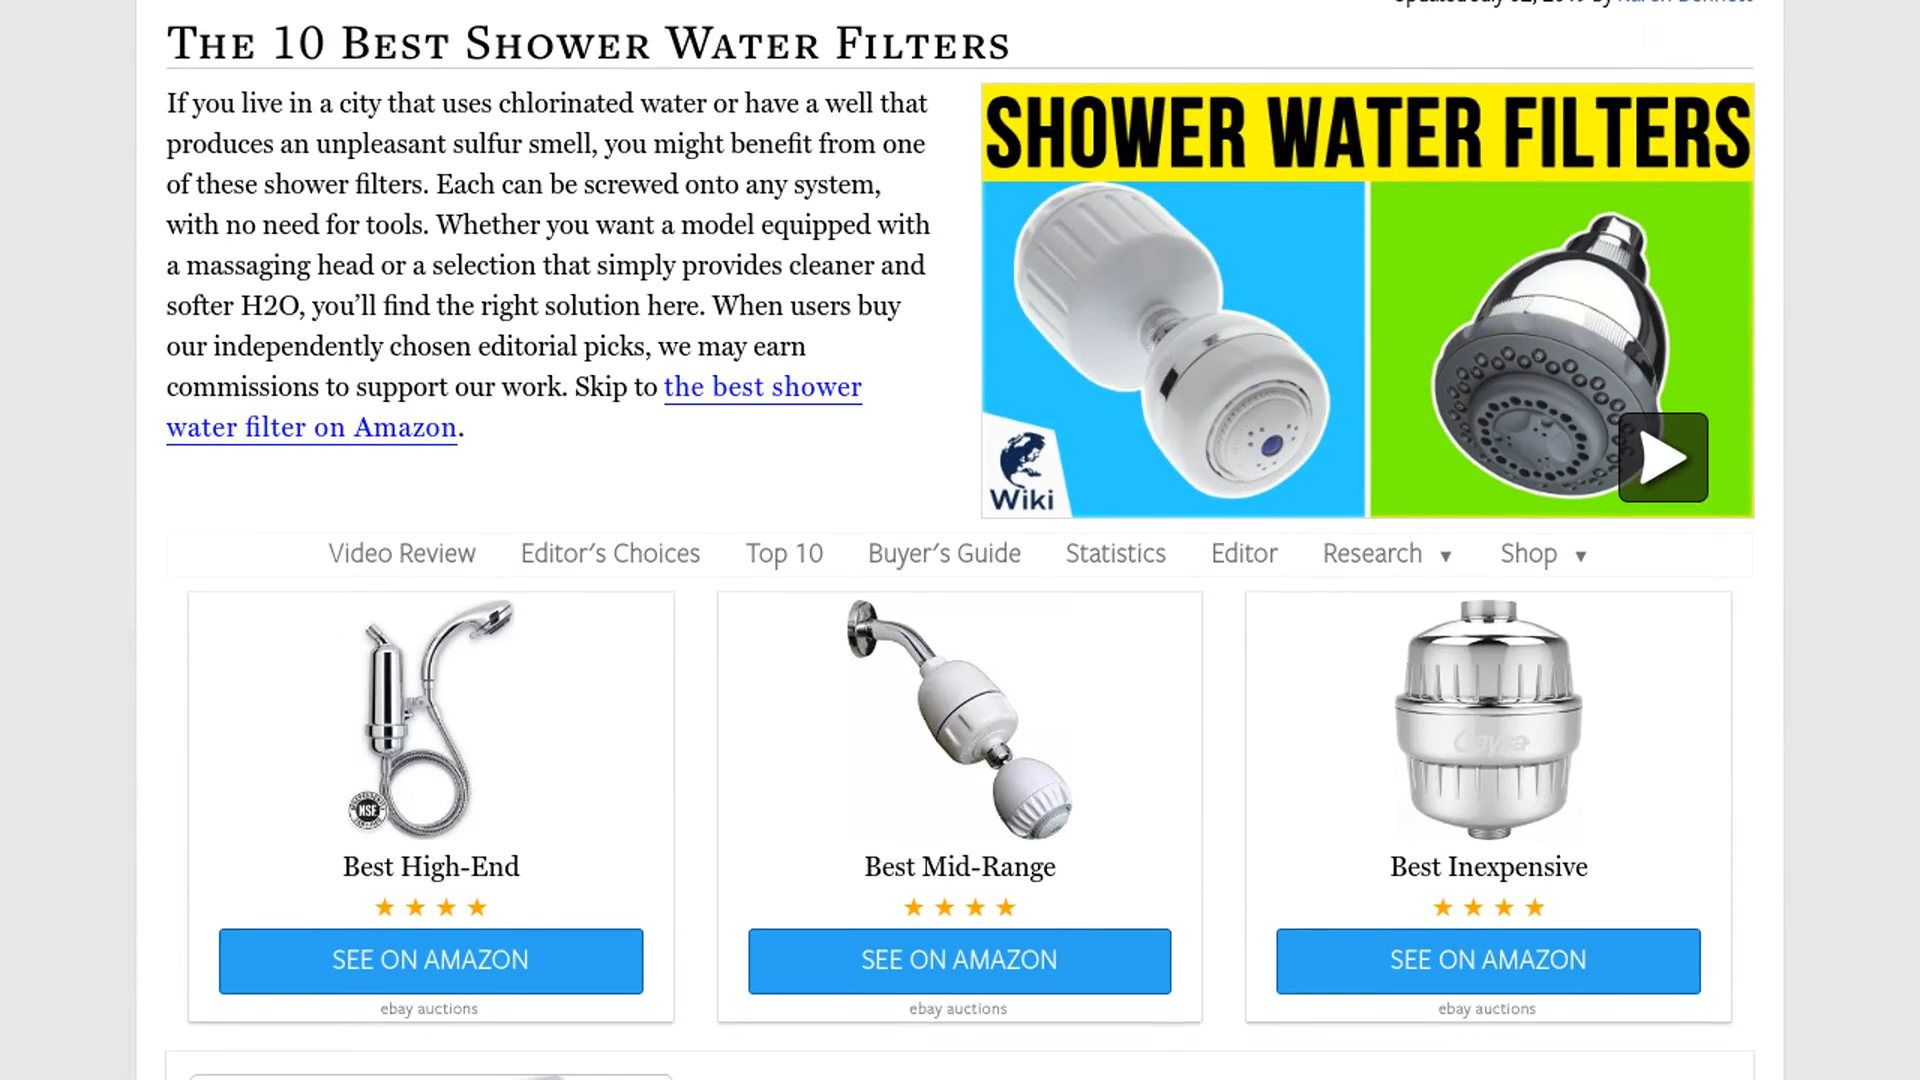 THE 10 BEST SHOWER WATER FILTERS
If you live in a city that uses chlorinated water or have a well that
produces an unpleasant sulfur smell, you might benefit from one
of these shower filters. Each can be screwed onto any system,
with no need for tools. Whether you want a model equipped with
a massaging head or a selection that simply provides cleaner and
softer H2O, you’ll find the right solution here. When users buy
our independently chosen editorial picks, we may earn
commissions to support our work. Skip to the best shower
water filter on Amazon.
SHOWER WATER FILTERS
Wiki
Video Review Editor's Choices Top 10 Buyer's Guide Statistics Editor Research ▼ Shop ▼
NSF
Best High-End
★ ★ ★ ★
SEE ON AMAZON
ebay auctions
Best Mid-Range
★ ★ ★ ★
SEE ON AMAZON
ebay auctions
Best Inexpensive
★ ★ ★ ★
SEE ON AMAZON
ebay auctions